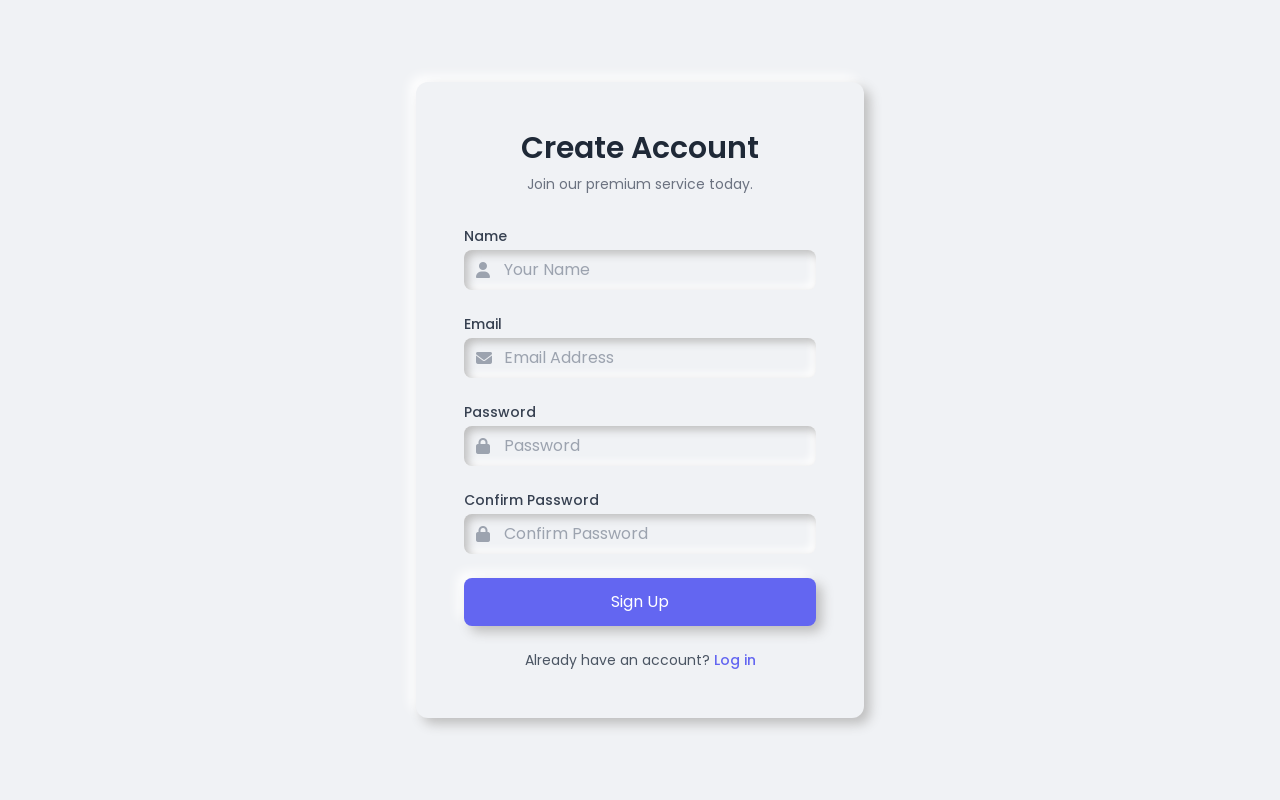 Create Account
Join our premium service today.
Name
Your Name
Email
Email Address
Password
Password
Confirm Password
Confirm Password
Sign Up
Already have an account? Log in